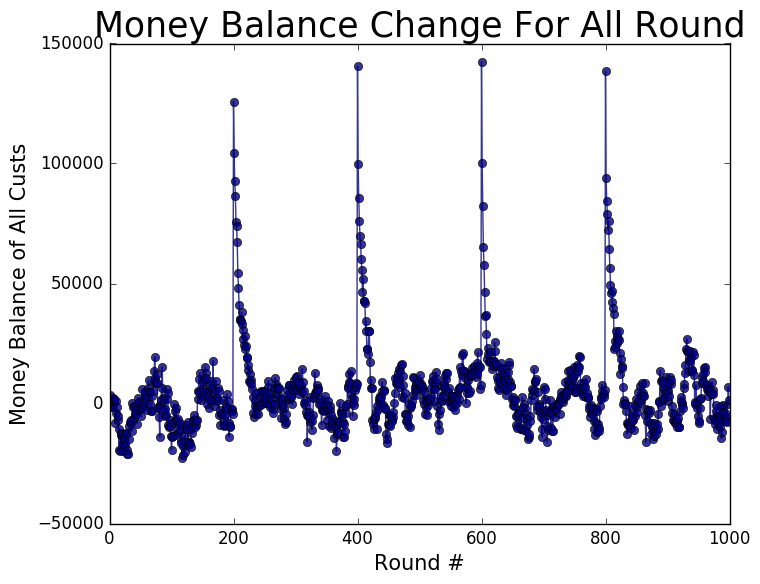 Money Balance Change For All Round
150000
100000
50000
0
−50000
Money Balance of All Custs
0 200 400 600 800 1000
Round #